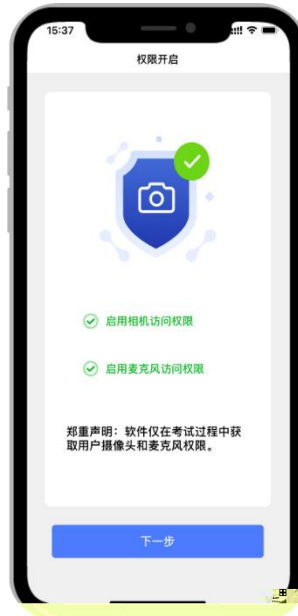 15:37
权限开启
启用相机访问权限
启用麦克风访问权限
郑重声明：软件仅在考试过程中获
取用户摄像头和麦克风权限。
下一步